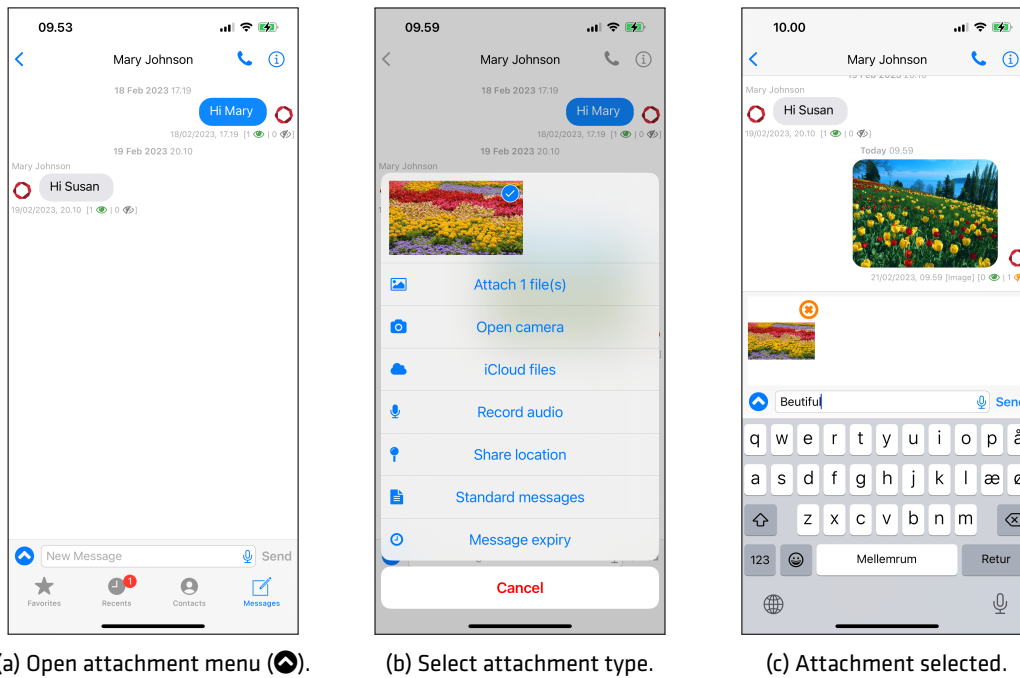 09.53
Mary Johnson
18 Feb 2023 17.19
Hi Mary
18/02/2023, 17.19 [1 | 0 ]
19 Feb 2023 20.10
Mary Johnson
Hi Susan
19/02/2023, 20.10 [1 | 0 ]
New Message
Send
Favorites
1
Recents
Contacts
Messages
(a) Open attachment menu ( ).
09.59
Mary Johnson
18 Feb 2023 17.19
Hi Mary
18/02/2023, 17.19 [1 | 0 ]
19 Feb 2023 20.10
Mary Johnson
Attach 1 file(s)
Open camera
iCloud files
Record audio
Share location
Standard messages
Message expiry
Cancel
(b) Select attachment type.
10.00
Mary Johnson
Mary Johnson
Hi Susan
19/02/2023, 20.10 [1 | 0 ]
Today 09.59
21/02/2023, 09.59 [Image] [0 | 1
Beutiful
Send
q w e r t y u i o p å
a s d f g h j k l æ ø
z x c v b n m
123
Mellemrum
Retur
(c) Attachment selected.